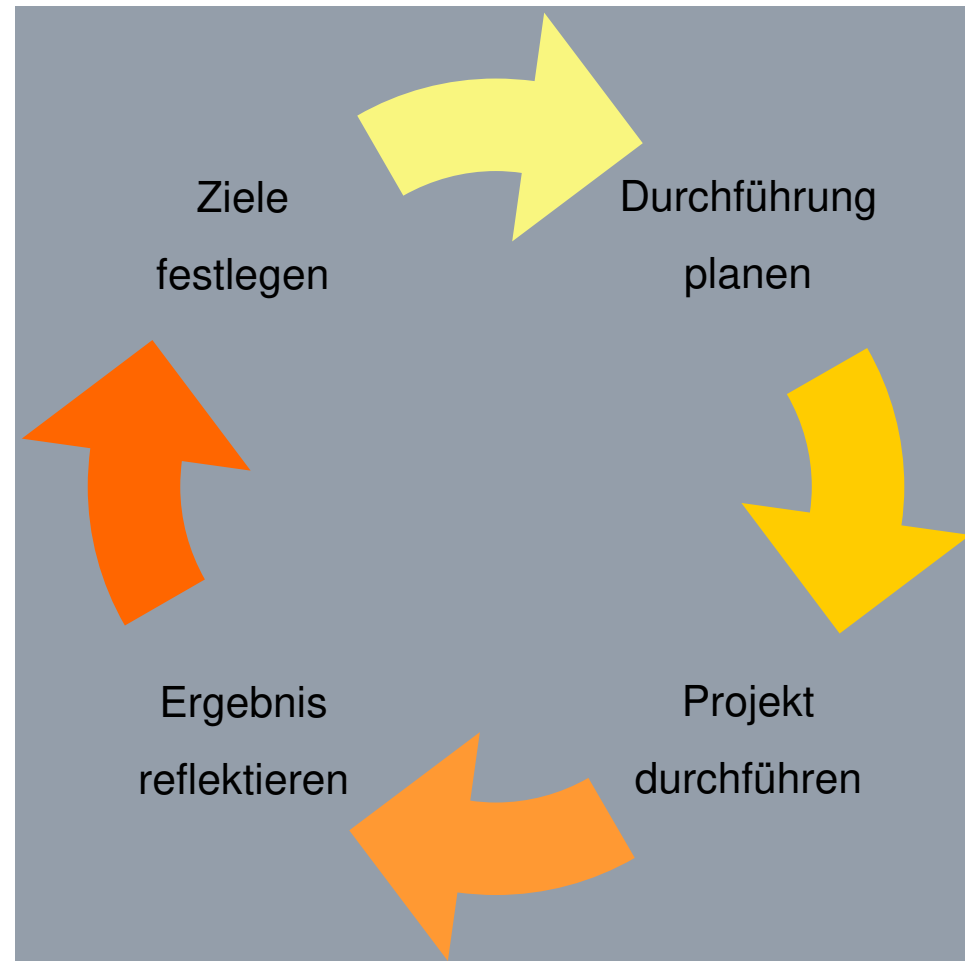 Ziele
festlegen
Durchführung
planen
Projekt
durchführen
Ergebnis
reflektieren